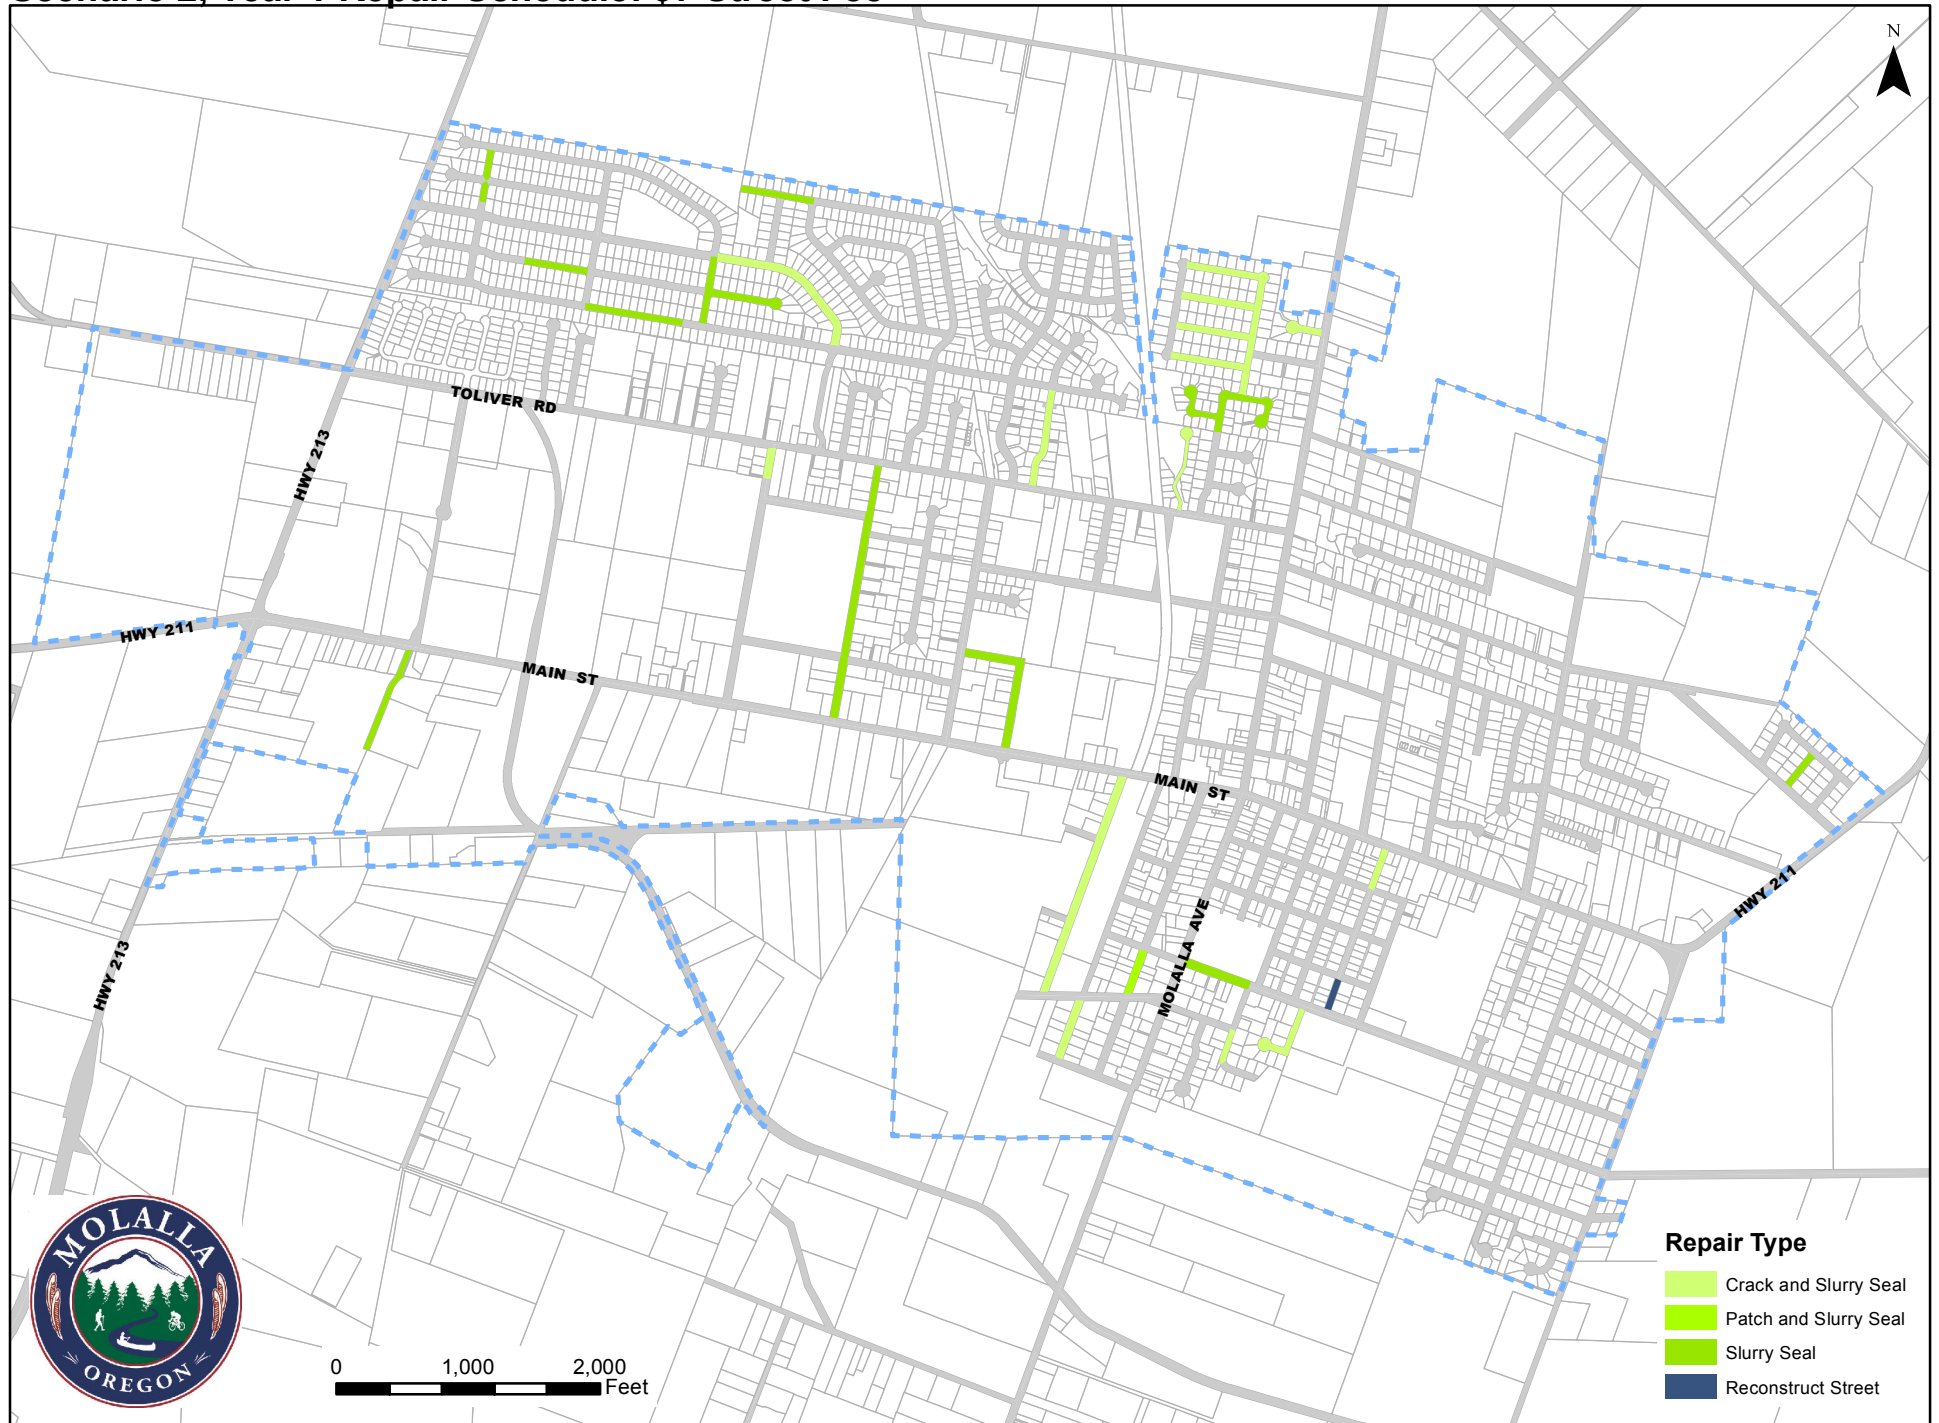 N
TOLIVER RD
HWY 213
HWY 211
MAIN ST
MAIN ST
MOLALLA AVE
HWY 211
HWY 213
MOLALLA
OREGON
0 1,000 2,000
Feet
Repair Type
Crack and Slurry Seal
Patch and Slurry Seal
Slurry Seal
Reconstruct Street